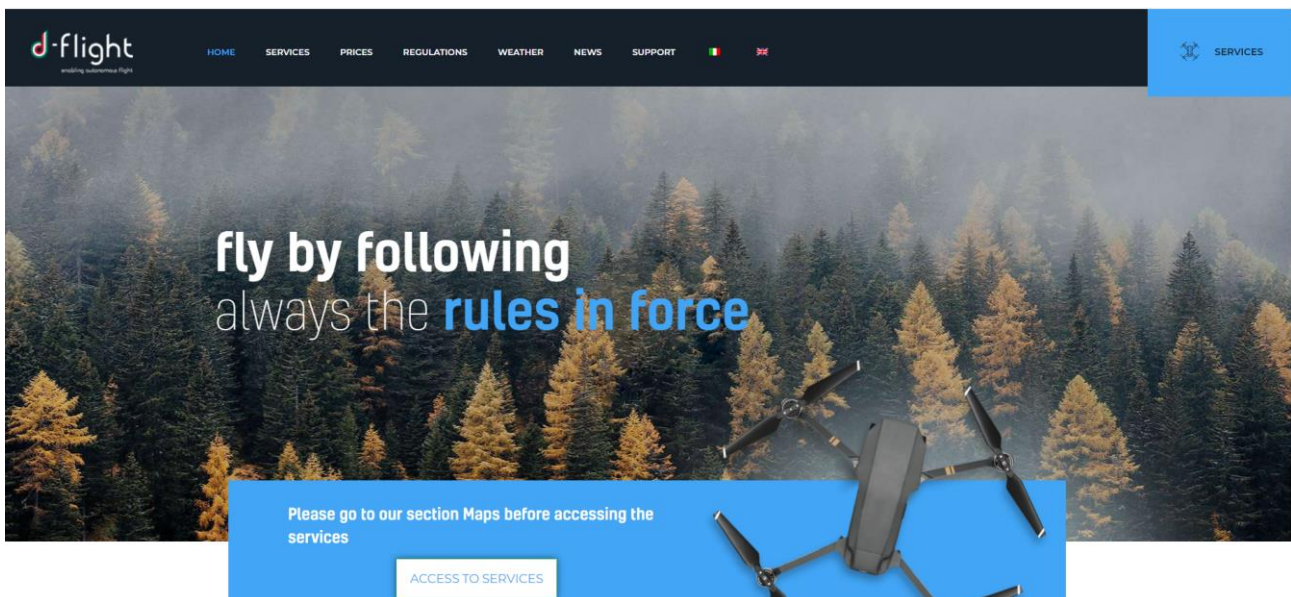 d-flight
enabling autonomous flight
HOME SERVICES PRICES REGULATIONS WEATHER NEWS SUPPORT
SERVICES
fly by following
always the rules in force
Please go to our section Maps before accessing the
services
ACCESS TO SERVICES